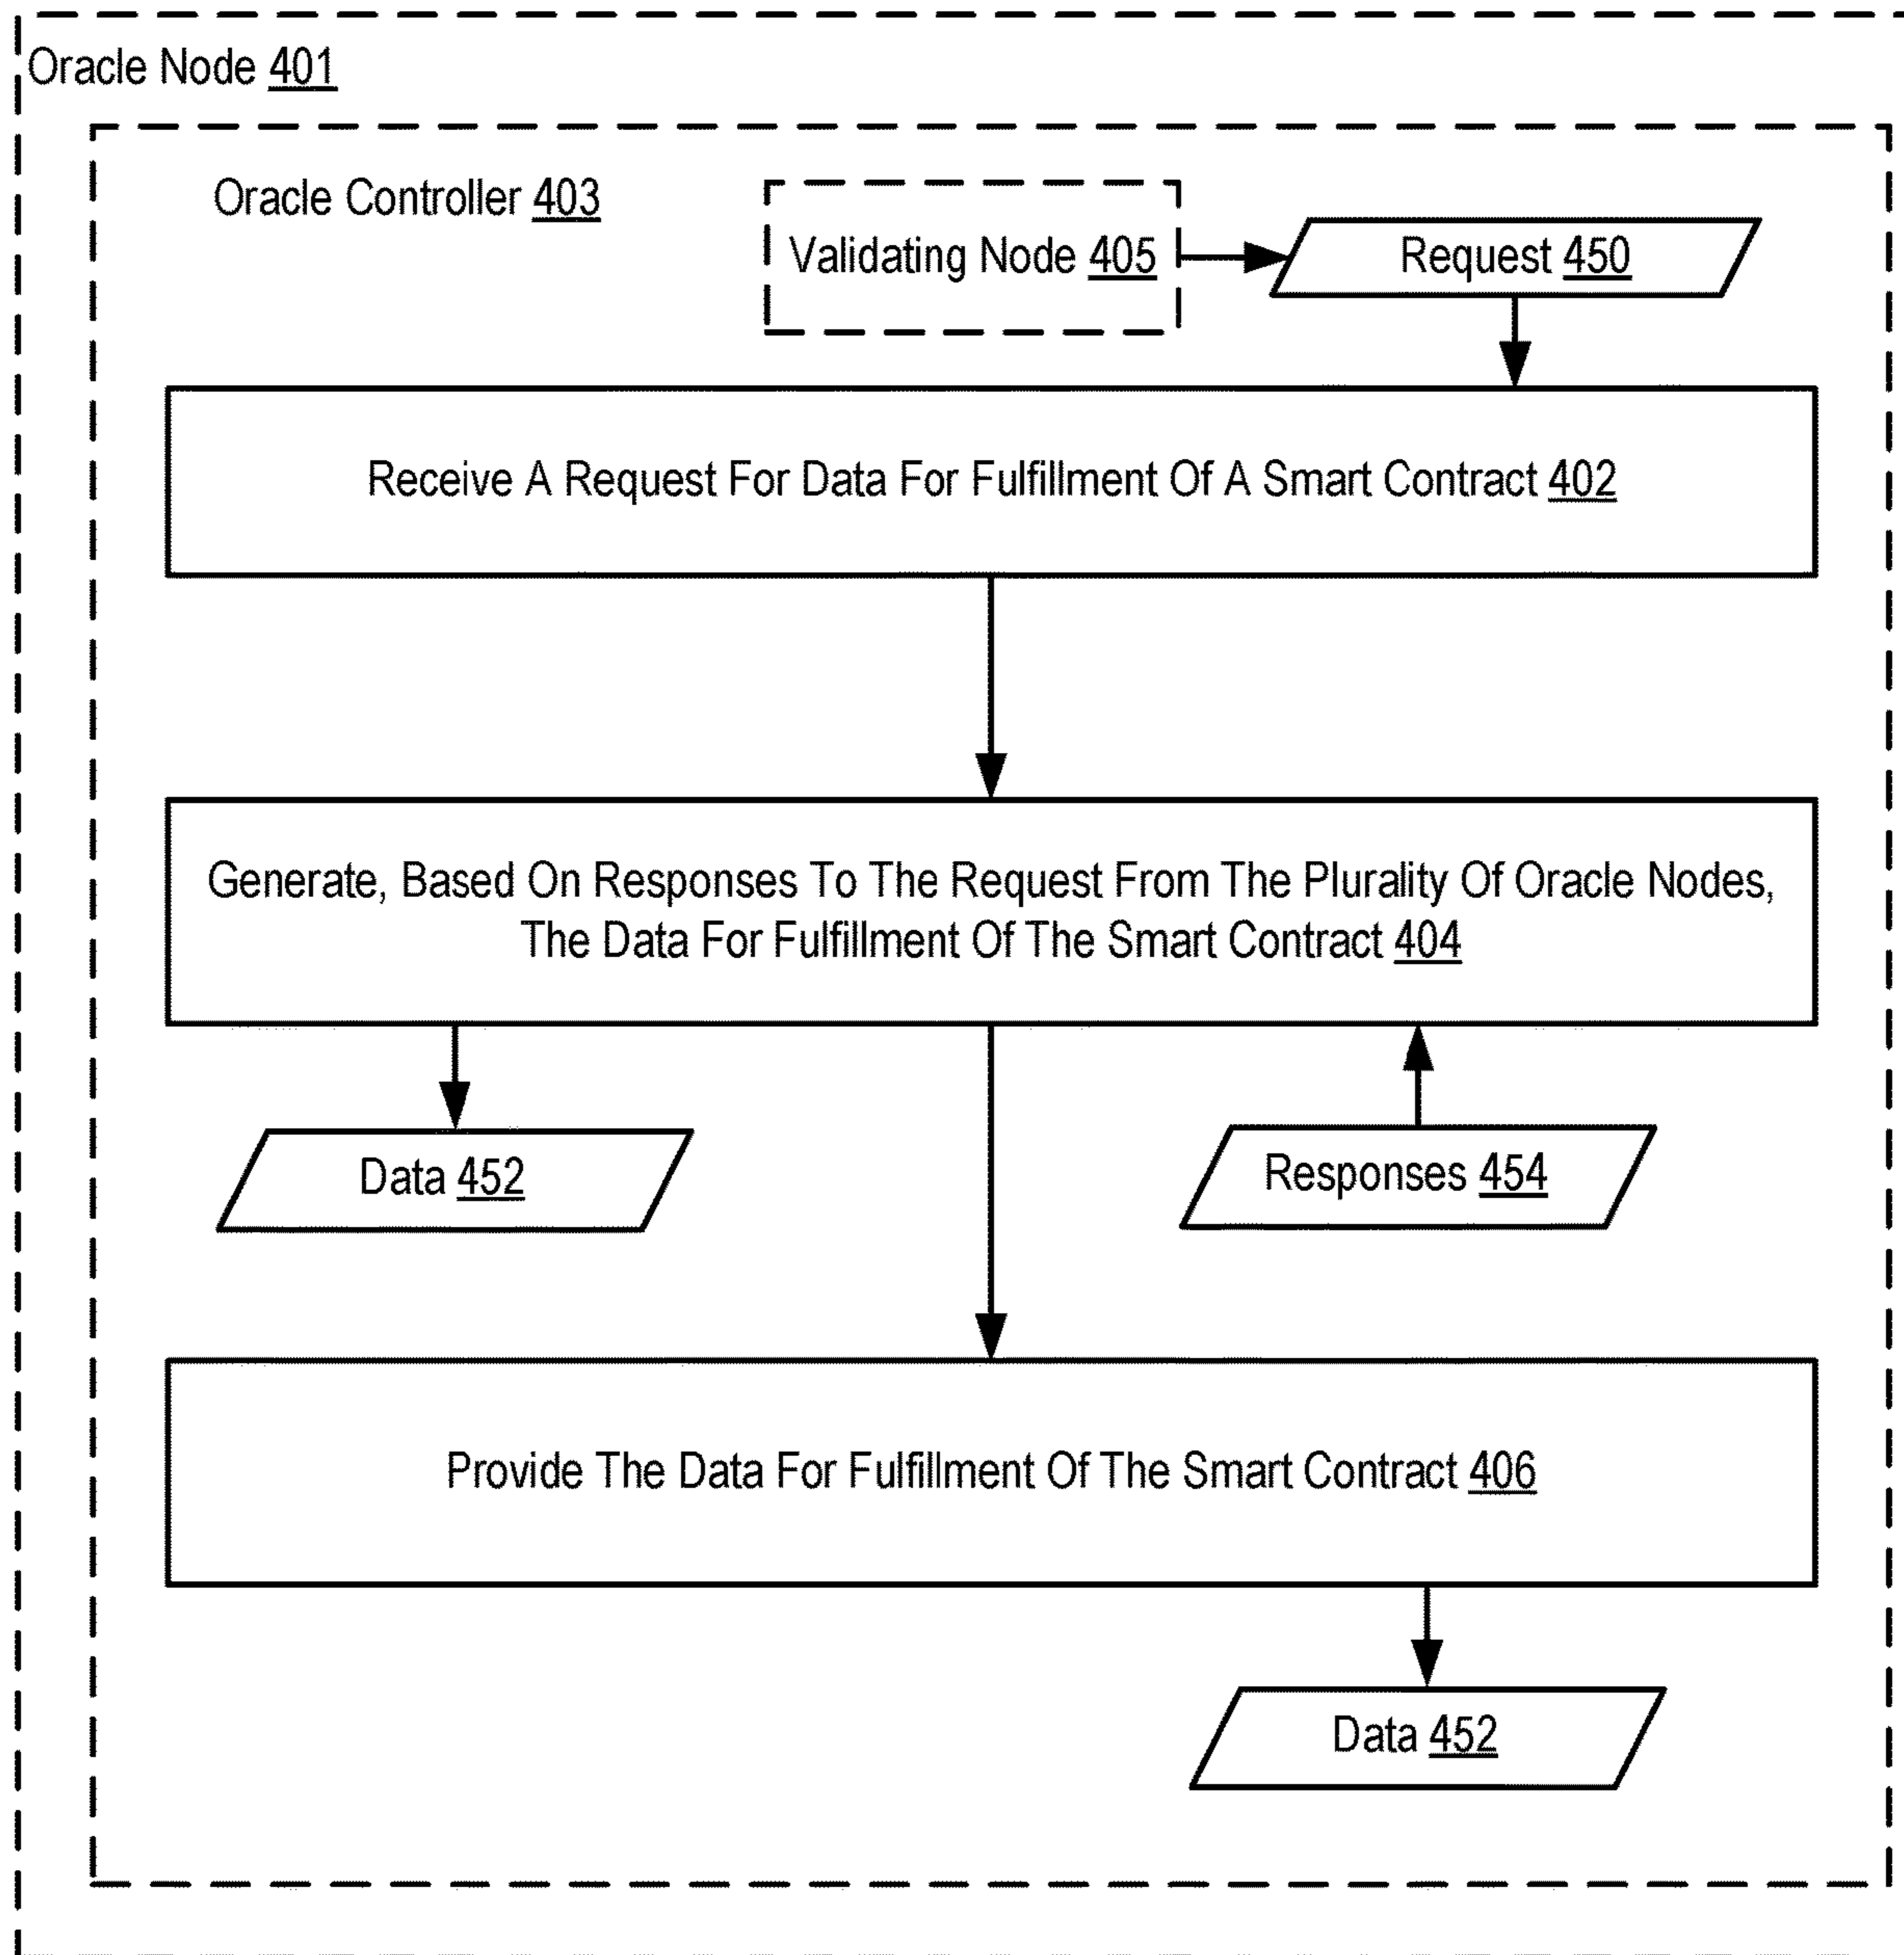 Oracle Node 401
Oracle Controller 403
Validating Node 405
Request 450
Receive A Request For Data For Fulfillment Of A Smart Contract 402
Generate, Based On Responses To The Request From The Plurality Of Oracle Nodes,
The Data For Fulfillment Of The Smart Contract 404
Data 452
Responses 454
Provide The Data For Fulfillment Of The Smart Contract 406
Data 452